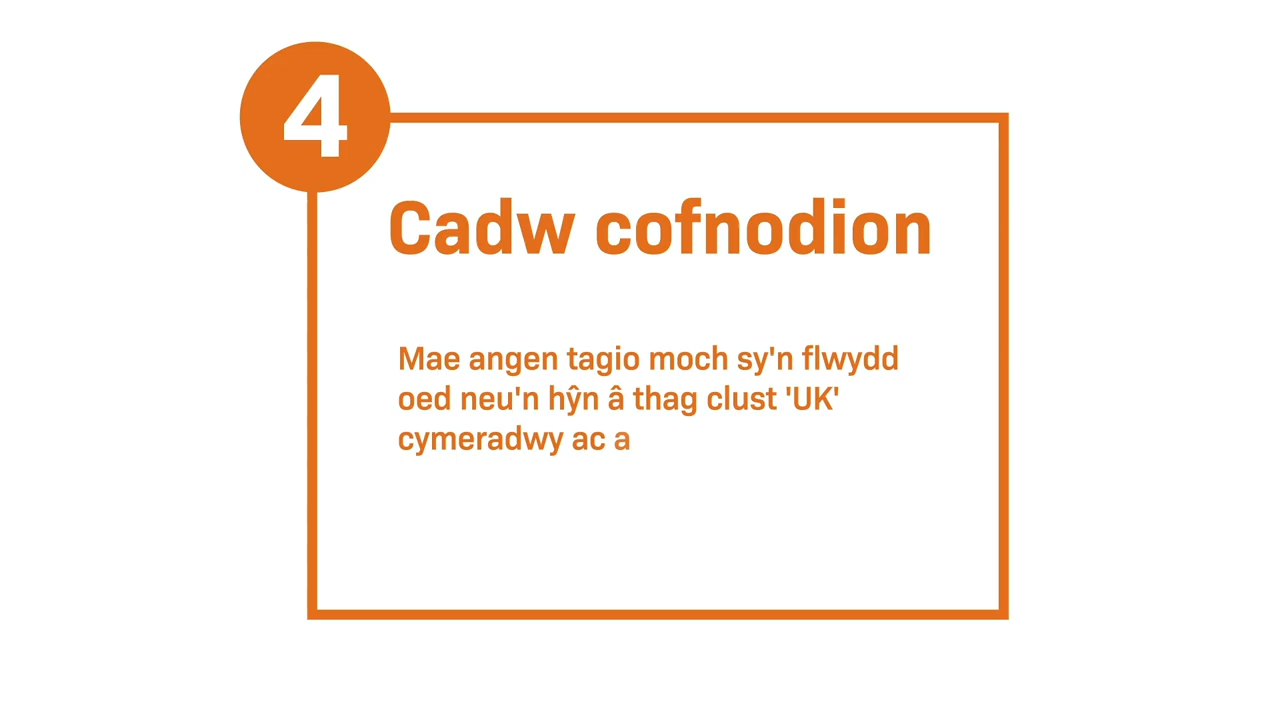 4
Cadw cofnodion
Mae angen tagio moch sy'n flwydd
oed neu'n hŷn â thag clust 'UK'
cymeradwy ac a